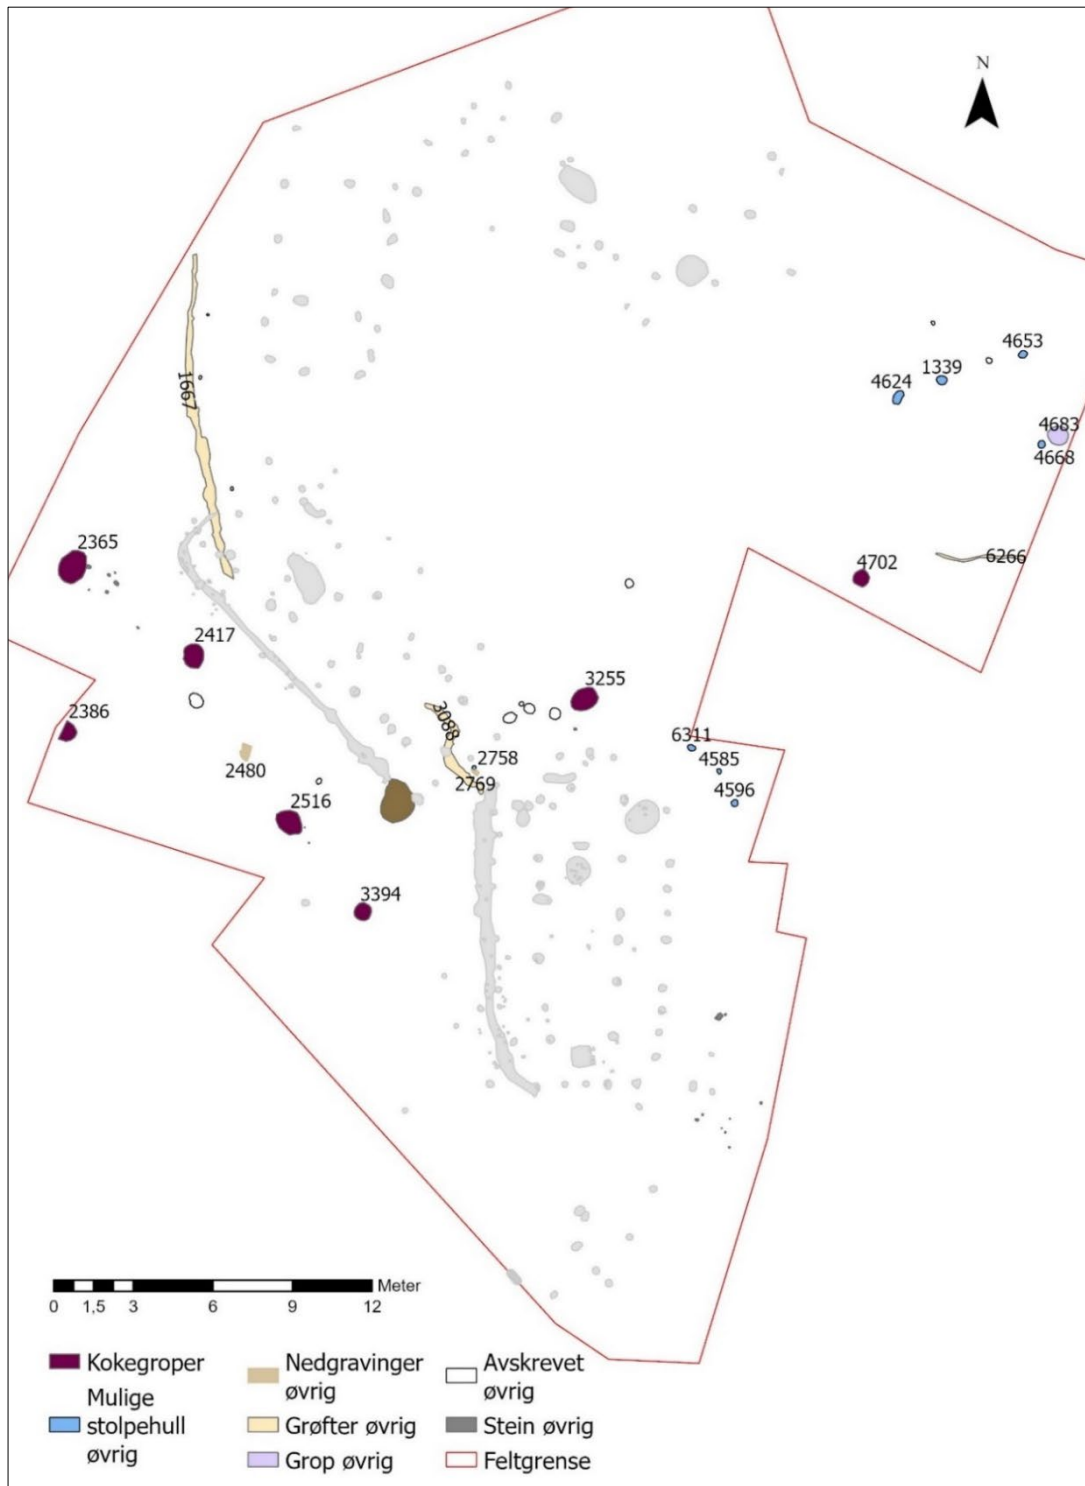 N
4653
1339
4624
4683
4668
1667
2365
6266
4702
2417
3255
2386
3088
6311
2758
4585
2480
2769
4596
2516
3394
Meter
0 1,5 3 6 9 12
Kokegroper
Mulige
stolpehull
øvrig
Nedgravinger
øvrig
Grøfter øvrig
Grop øvrig
Avskrevet
øvrig
Stein øvrig
Feltgrense